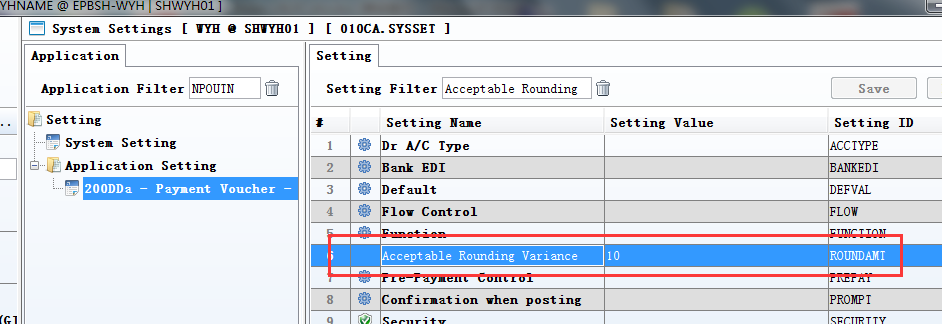 YHNAME @ EPBSH-WYH | SHWYH01 ]
System Settings [ WYH @ SHWYH01 ] [ 010CA.SYSSET ]
Application
Setting
Application Filter NPOUIN
Setting Filter Acceptable Rounding
Save
Setting
System Setting
Application Setting
200DDa - Payment Voucher -
# Setting Name Setting Value Setting ID
1 Dr A/C Type ACCTYPE
2 Bank EDI BANKEDI
3 Default DEFVAL
4 Flow Control FLOW
5 Function FUNCTION
6 Acceptable Rounding Variance 10 ROUNDAMT
7 Pre-Payment Control PREPAY
8 Confirmation when posting PROMPT
9 Security SECURITY
(G]